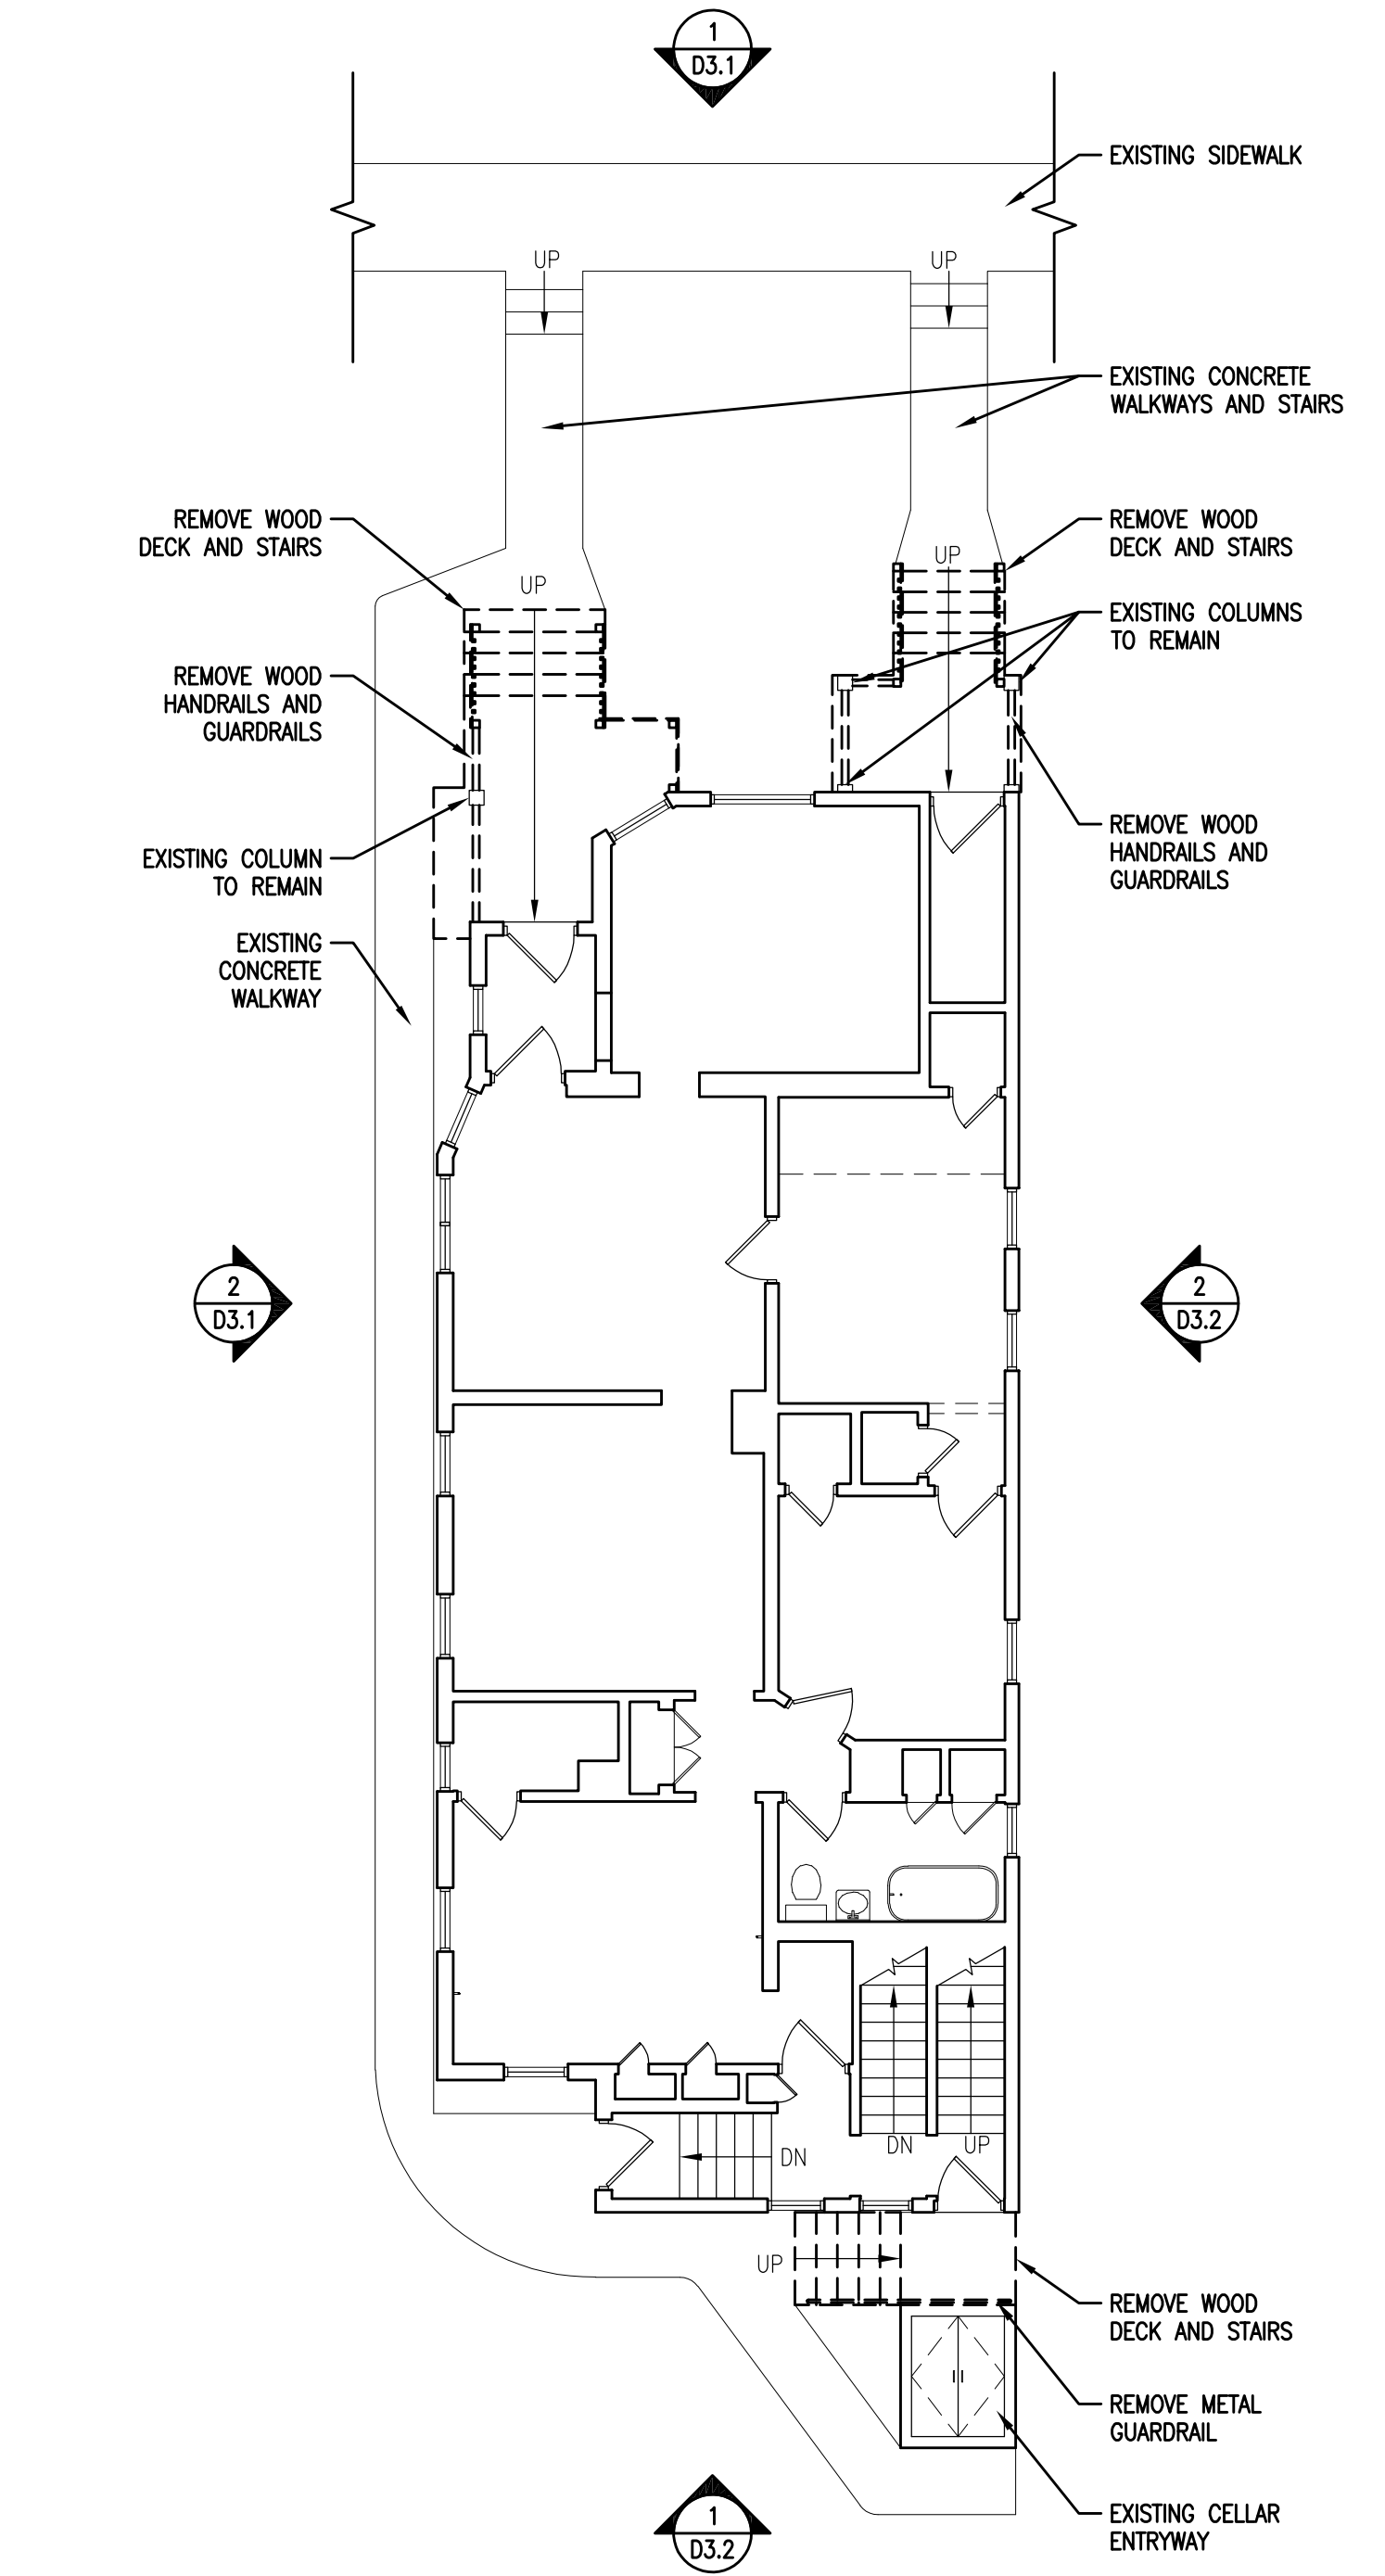 1
D3.1
EXISTING SIDEWALK
UP
UP
EXISTING CONCRETE
WALKWAYS AND STAIRS
REMOVE WOOD
DECK AND STAIRS
REMOVE WOOD
DECK AND STAIRS
UP
UP
EXISTING COLUMNS
TO REMAIN
REMOVE WOOD
HANDRAILS AND
GUARDRAILS
REMOVE WOOD
HANDRAILS AND
GUARDRAILS
EXISTING COLUMN
TO REMAIN
EXISTING
CONCRETE
WALKWAY
2
D3.1
2
D3.2
DN
UP
DN
UP
REMOVE WOOD
DECK AND STAIRS
REMOVE METAL
GUARDRAIL
EXISTING CELLAR
ENTRYWAY
1
D3.2